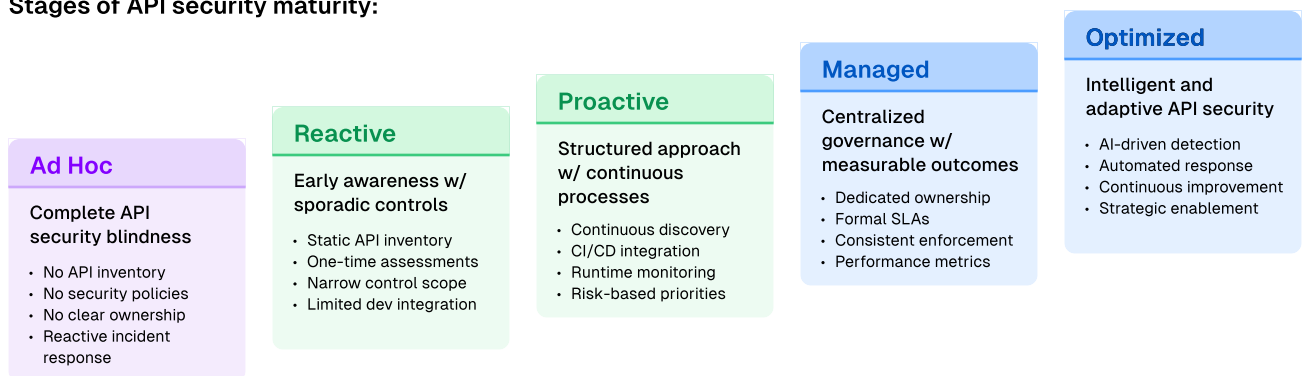 Stages of API security maturity:
Ad Hoc
Complete API
security blindness
• No API inventory
• No security policies
• No clear ownership
• Reactive incident
response
Reactive
Early awareness w/
sporadic controls
• Static API inventory
• One-time assessments
• Narrow control scope
• Limited dev integration
Proactive
Structured approach
w/ continuous
processes
• Continuous discovery
• CI/CD integration
• Runtime monitoring
• Risk-based priorities
Managed
Centralized
governance w/
measurable outcomes
• Dedicated ownership
• Formal SLAs
• Consistent enforcement
• Performance metrics
Optimized
Intelligent and
adaptive API security
• AI-driven detection
• Automated response
• Continuous improvement
• Strategic enablement